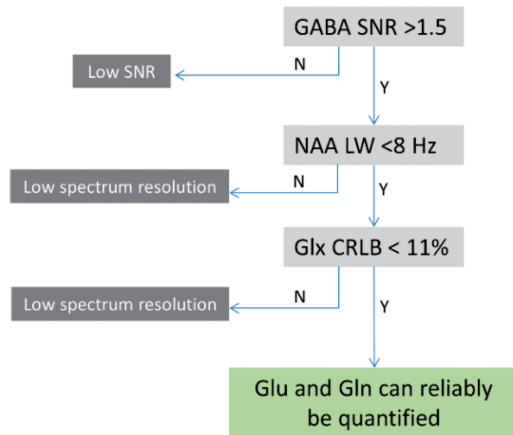 GABA SNR >1.5
N
Low SNR
Y
NAA LW <8 Hz
N
Low spectrum resolution
Y
Glx CRLB < 11%
N
Low spectrum resolution
Y
Glu and Gln can reliably
be quantified